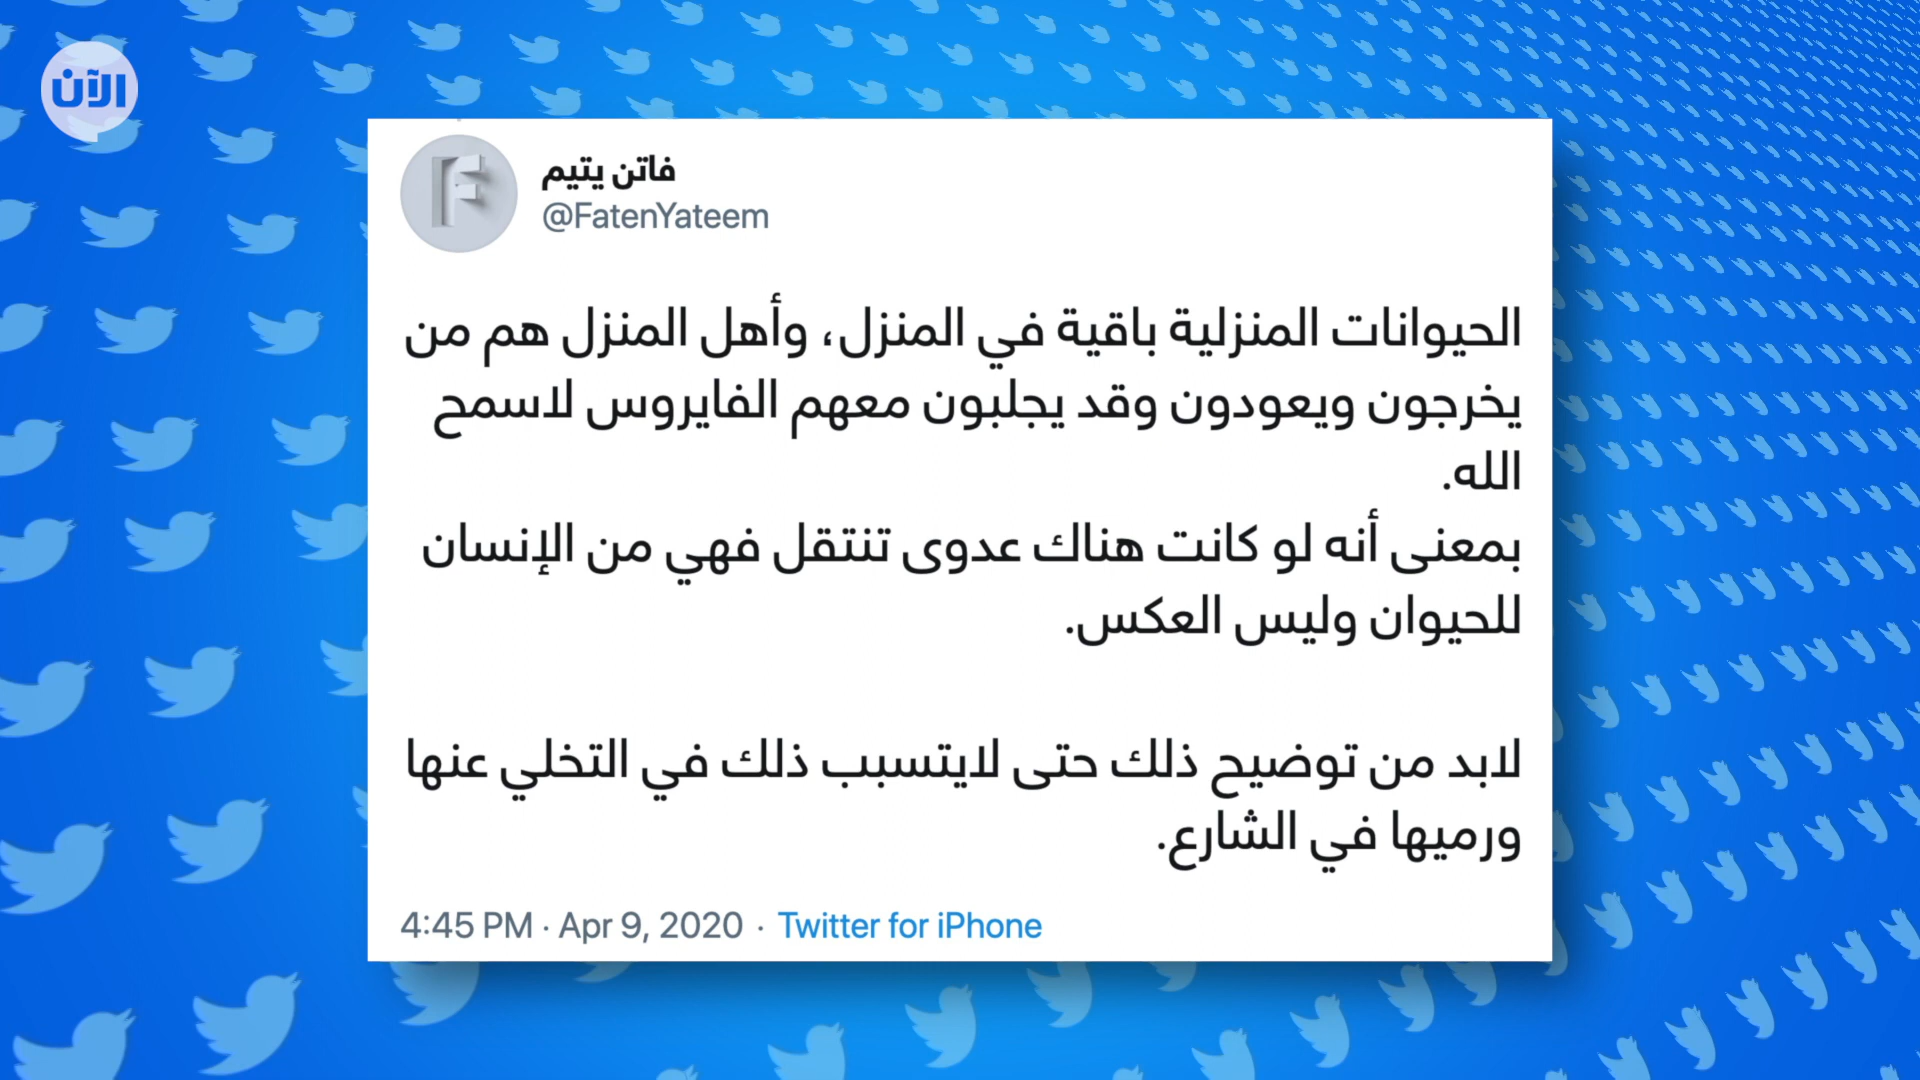 الآن
فاتن يتيم
@FatenYateem
الحيوانات المنزلية باقية في المنزل، وأهل المنزل هم من
يخرجون ويعودون وقد يجلبون معهم الفايروس لاسمح
الله.
بمعنى أنه لو كانت هناك عدوى تنتقل فهي من الإنسان
للحيوان وليس العكس.
لابد من توضيح ذلك حتى لايتسبب ذلك في التخلي عنها
ورميها في الشارع.
4:45 PM · Apr 9, 2020 · Twitter for iPhone